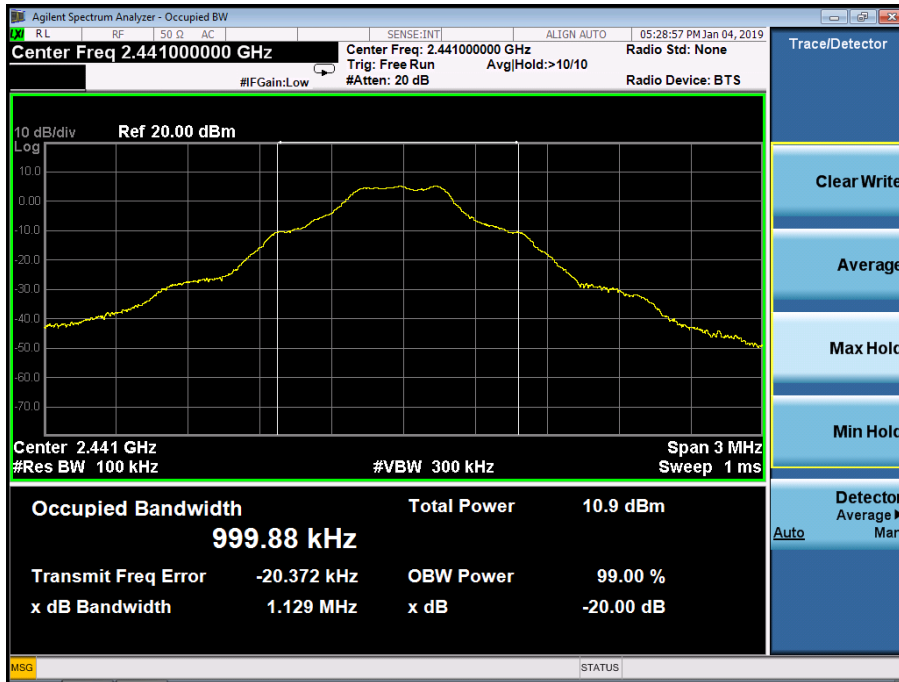 Agilent Spectrum Analyzer - Occupied BW
LXI RL RF 50 Ω AC SENSE:INT ALIGN AUTO 05:28:57 PM Jan 04, 2019
Center Freq 2.441000000 GHz
Center Freq: 2.441000000 GHz
Radio Std: None
Trig: Free Run Avg|Hold:>10/10
#IFGain:Low #Atten: 20 dB
Radio Device: BTS
10 dB/div Ref 20.00 dBm
Log
10.0
0.00
-10.0
-20.0
-30.0
-40.0
-50.0
-60.0
-70.0
Center 2.441 GHz Span 3 MHz
#Res BW 100 kHz #VBW 300 kHz Sweep 1 ms
Occupied Bandwidth Total Power 10.9 dBm
999.88 kHz
Transmit Freq Error -20.372 kHz OBW Power 99.00 %
x dB Bandwidth 1.129 MHz x dB -20.00 dB
MSG STATUS
Trace/Detector
Clear Write
Average
Max Hold
Min Hold
Detector
Average
Auto Man